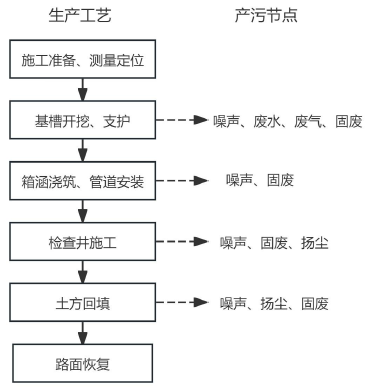 生产工艺 产污节点
施工准备、测量定位
基槽开挖、支护 噪声、废水、废气、固废
箱涵浇筑、管道安装 噪声、固废
检查井施工 噪声、固废、扬尘
土方回填 噪声、扬尘、固废
路面恢复